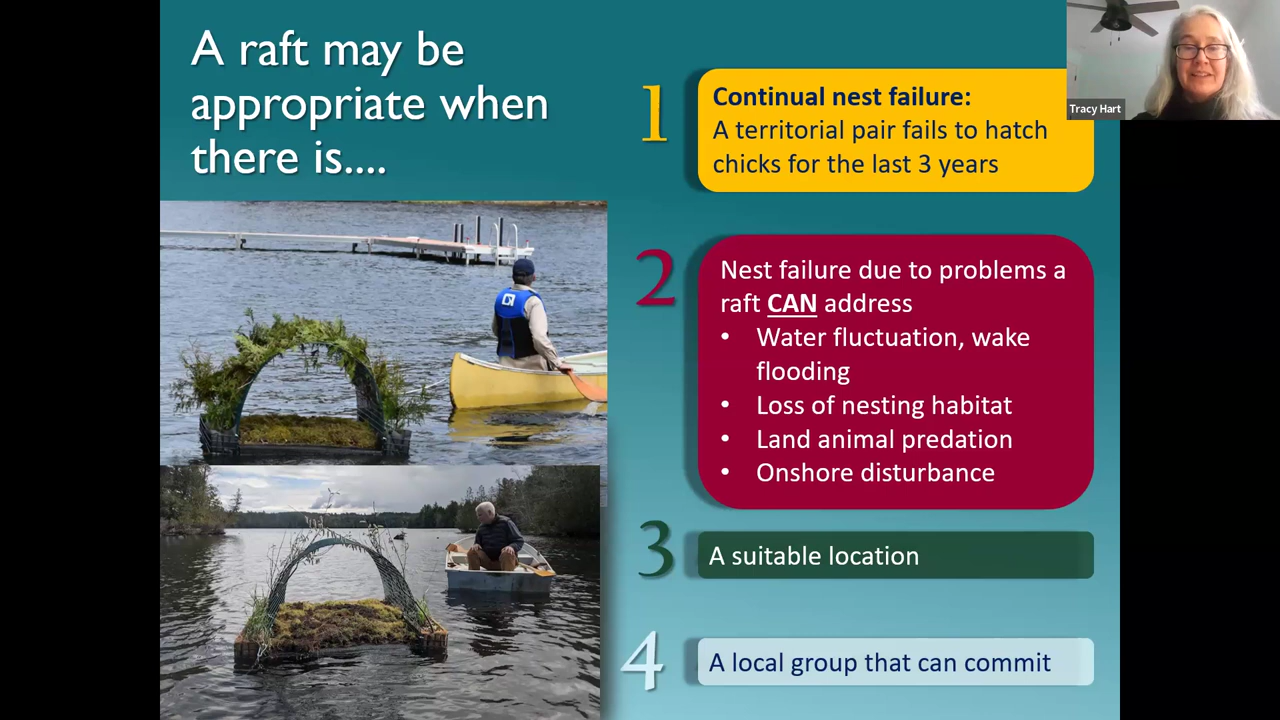 A raft may be
appropriate when
there is....
1
Continual nest failure:
A territorial pair fails to hatch
chicks for the last 3 years
2
Nest failure due to problems a
raft CAN address
• Water fluctuation, wake
flooding
• Loss of nesting habitat
• Land animal predation
• Onshore disturbance
3
A suitable location
4
A local group that can commit
Tracy Hart